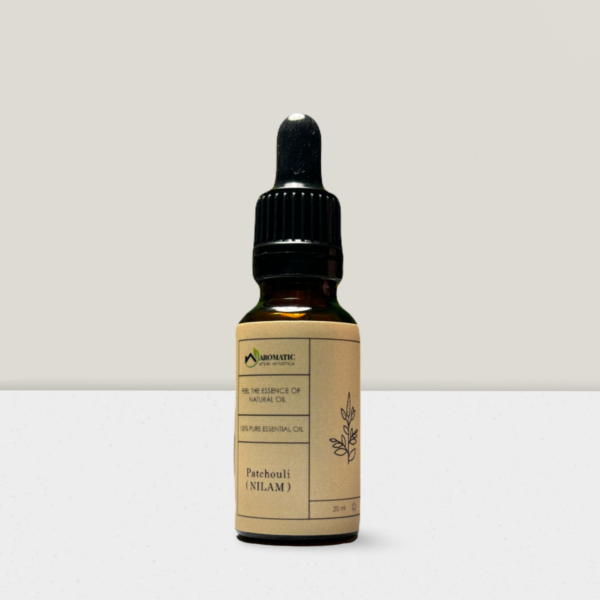 AROMATIC
FEEL THE ESSENCE OF
NATURAL OIL
100% PURE ESSENTIAL OIL
Patchouli
( NILAM )
20 ml